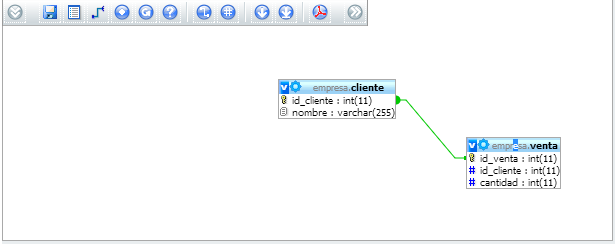 empresa.cliente
id_cliente : int(11)
nombre : varchar(255)
empresa.venta
id_venta : int(11)
# id_cliente : int(11)
# cantidad : int(11)